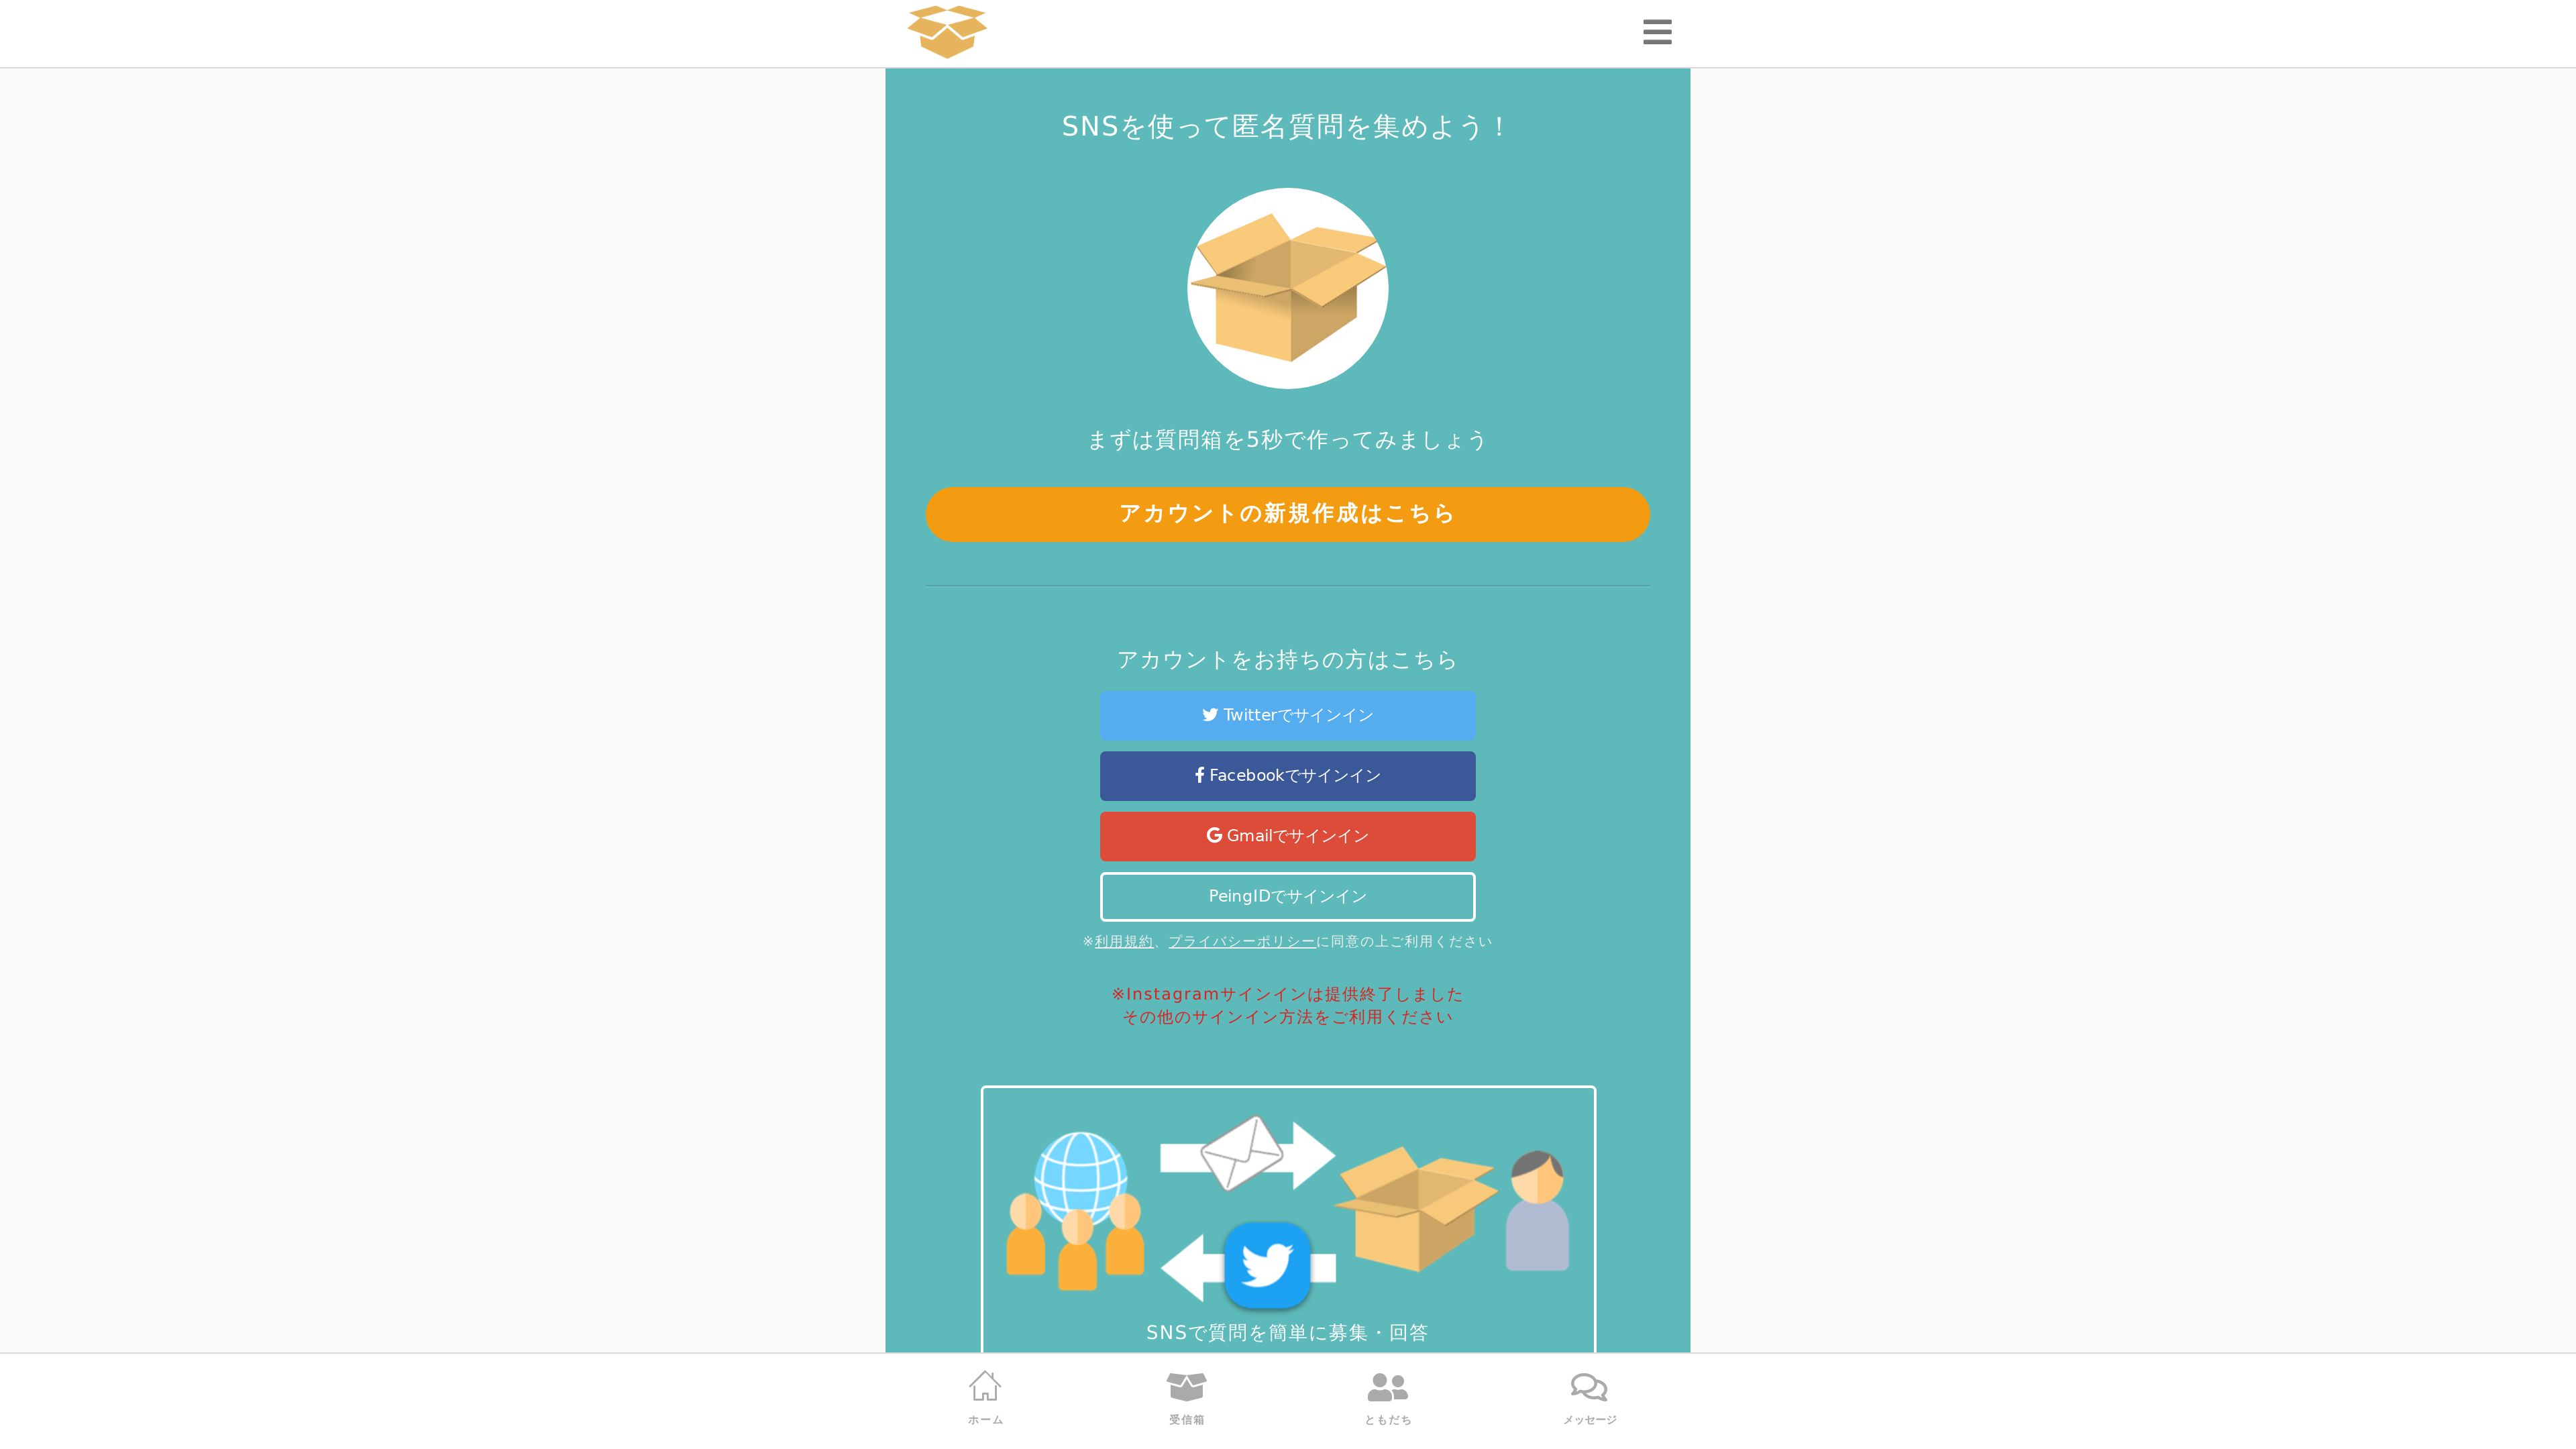 SNSを使って匿名質問を集めよう！
まずは質問箱を5秒で作ってみましょう
アカウントの新規作成はこちら
アカウントをお持ちの方はこちら
Twitterでサインイン
Facebookでサインイン
Gmailでサインイン
PeingIDでサインイン
※利用規約、プライバシーポリシーに同意の上ご利用ください
※Instagramサインインは提供終了しました
その他のサインイン方法をご利用ください
SNSで質問を簡単に募集・回答
ホーム
受信箱
ともだち
メッセージ